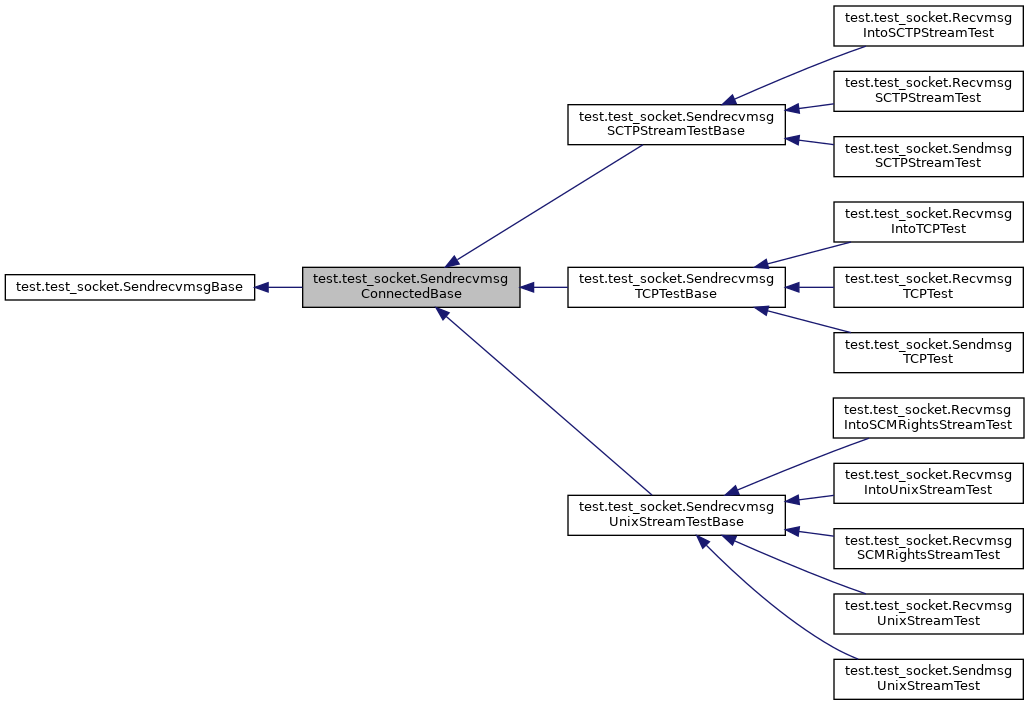 test.test_socket.Recvmsg
IntoSCTPStreamTest
test.test_socket.Recvmsg
SCTPStreamTest
test.test_socket.Sendrecvmsg
SCTPStreamTestBase
test.test_socket.Sendmsg
SCTPStreamTest
test.test_socket.Recvmsg
IntoTCPTest
test.test_socket.SendrecvmsgBase
test.test_socket.Sendrecvmsg
ConnectedBase
test.test_socket.Sendrecvmsg
TCPTestBase
test.test_socket.Recvmsg
TCPTest
test.test_socket.Sendmsg
TCPTest
test.test_socket.Recvmsg
IntoSCMRightsStreamTest
test.test_socket.Recvmsg
IntoUnixStreamTest
test.test_socket.Sendrecvmsg
UnixStreamTestBase
test.test_socket.Recvmsg
SCMRightsStreamTest
test.test_socket.Recvmsg
UnixStreamTest
test.test_socket.Sendmsg
UnixStreamTest